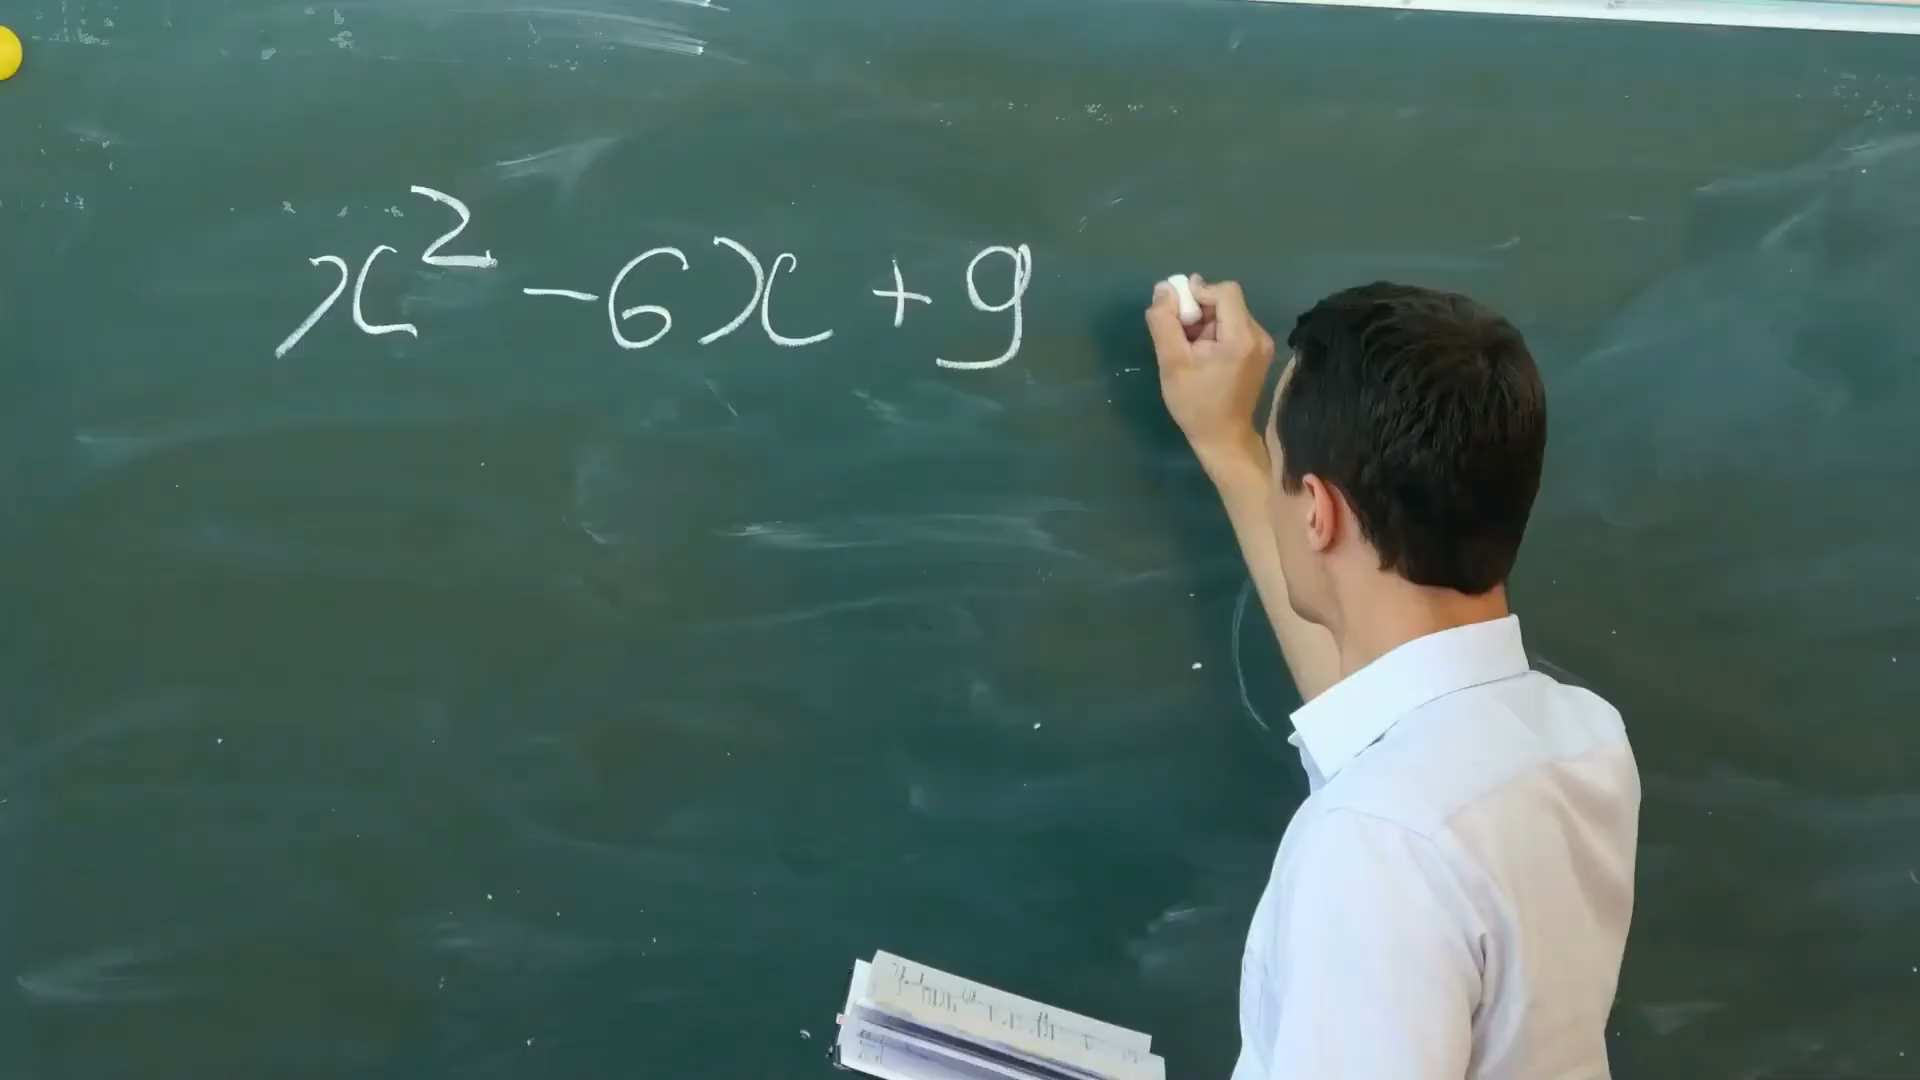 x² - 6x + 9